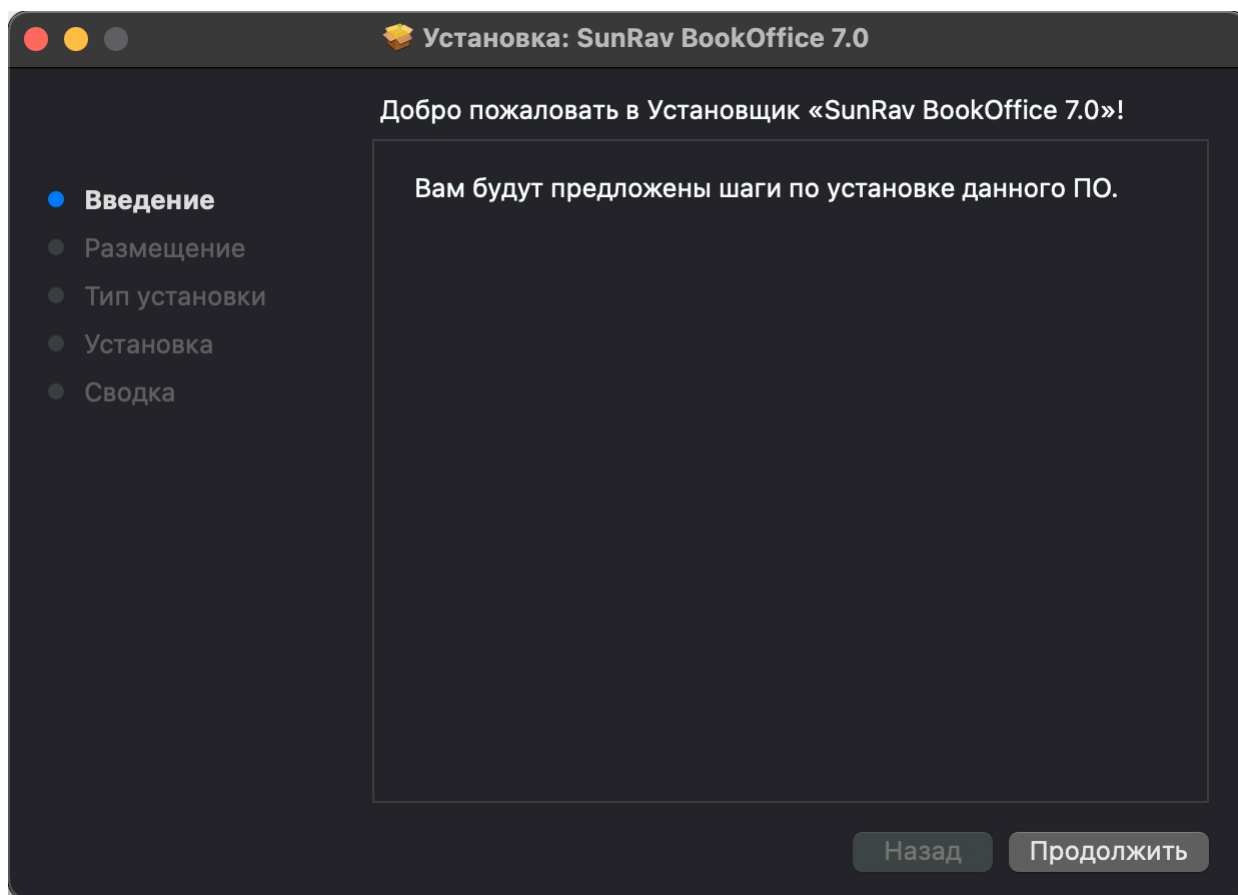 Установка: SunRav BookOffice 7.0
Добро пожаловать в Установщик «SunRav BookOffice 7.0»!
Введение
Размещение
Тип установки
Установка
Сводка
Вам будут предложены шаги по установке данного ПО.
Назад
Продолжить